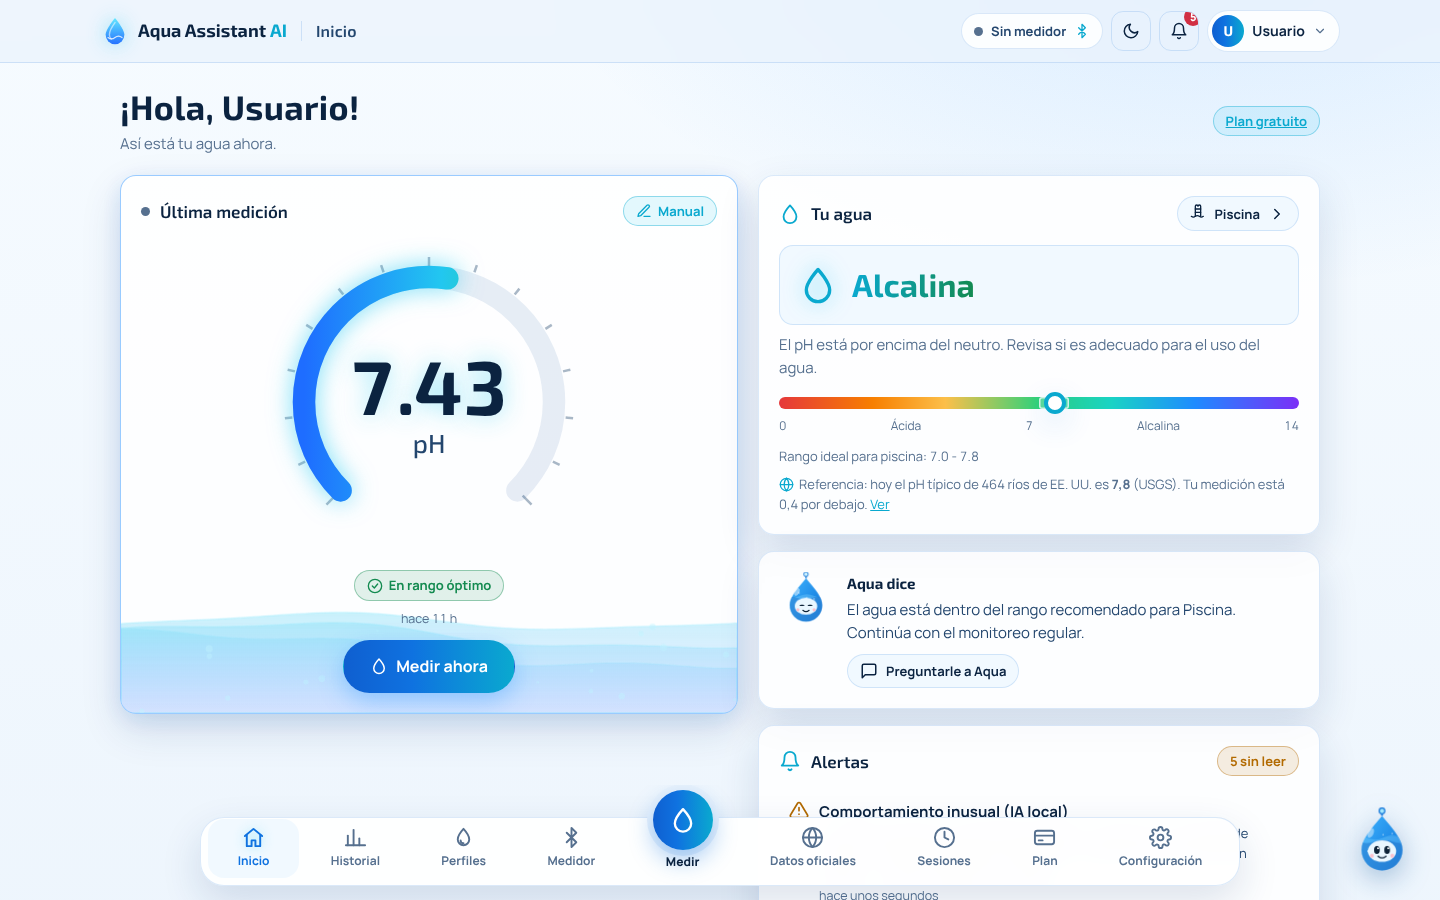 Aqua Assistant AI
Inicio
Sin medidor
5
U
Usuario
¡Hola, Usuario!
Así está tu agua ahora.
Plan gratuito
Última medición
Manual
7.43
pH
En rango óptimo
hace 11 h
Medir ahora
Tu agua
Piscina
Alcalina
El pH está por encima del neutro. Revisa si es adecuado para el uso del
agua.
0 Ácida 7 Alcalina 14
Rango ideal para piscina: 7.0 - 7.8
Referencia: hoy el pH típico de 464 ríos de EE. UU. es 7,8 (USGS). Tu medición está
0,4 por debajo. Ver
Aqua dice
El agua está dentro del rango recomendado para Piscina.
Continúa con el monitoreo regular.
Preguntarle a Aqua
Alertas
5 sin leer
Comportamiento inusual (IA local)
hace unos segundos
Inicio
Historial
Perfiles
Medidor
Medir
Datos oficiales
Sesiones
Plan
Configuración